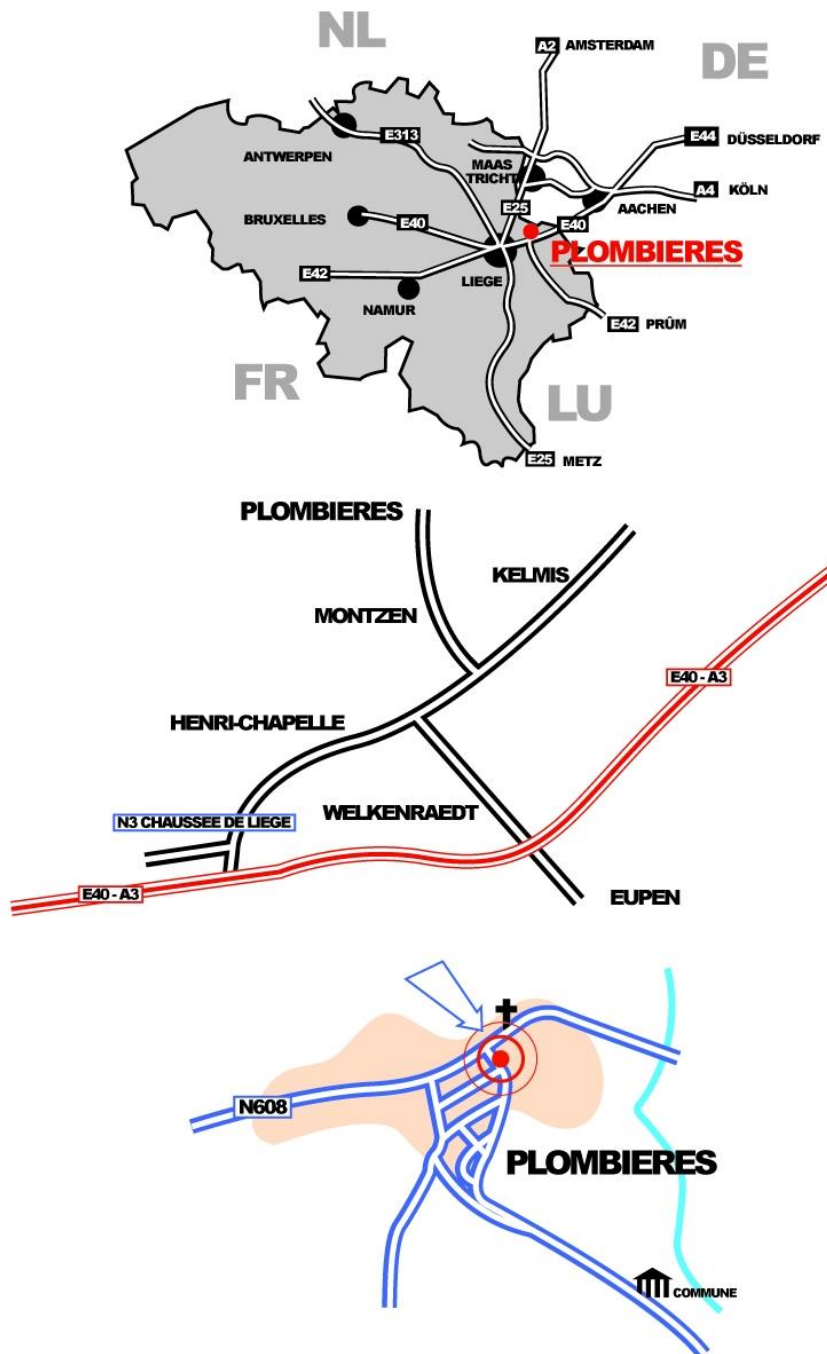 NL
A2 AMSTERDAM
DE
E313
ANTWERPEN
MAAS
TRICHT
E44 DÜSSELDORF
A4 KÖLN
AACHEN
BRUXELLES
E40
E25
E40
PLOMBIERES
E42
LIEGE
NAMUR
E42 PRÛM
FR
LU
E25 METZ
PLOMBIERES
KELMIS
MONTZEN
E40 - A3
HENRI-CHAPELLE
WELKENRAEDT
N3 CHAUSSEE DE LIEGE
E40 - A3
EUPEN
N608
PLOMBIERES
COMMUNE